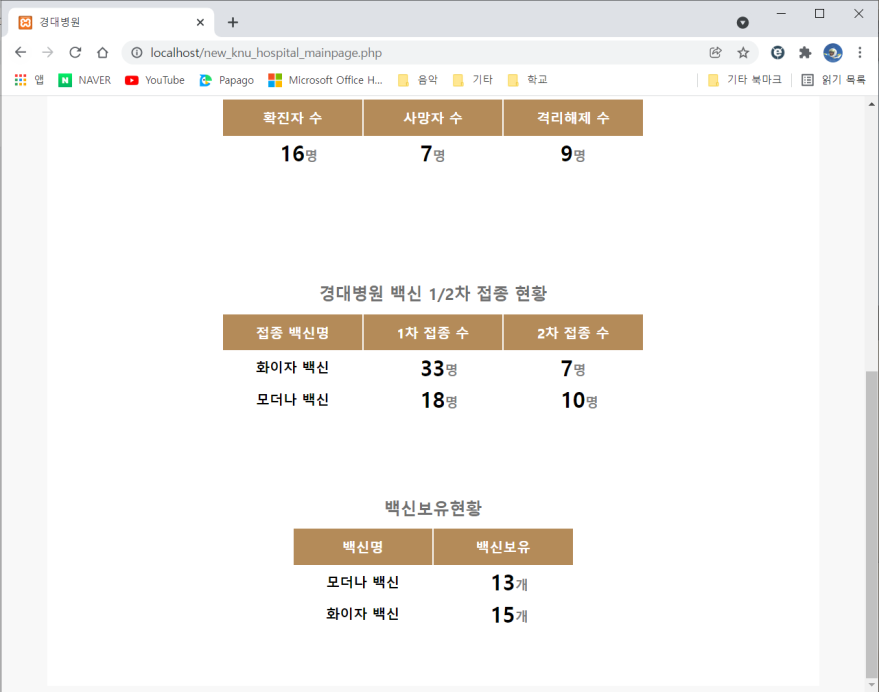 경대병원
localhost/new_knu_hospital_mainpage.php
앱 NAVER YouTube Papago Microsoft Office H... 음악 기타 학교 기타 북마크 읽기 목록
확진자 수 사망자 수 격리해제 수
16명 7명 9명
경대병원 백신 1/2차 접종 현황
접종 백신명 1차 접종 수 2차 접종 수
화이자 백신 33명 7명
모더나 백신 18명 10명
백신보유현황
백신명 백신보유
모더나 백신 13개
화이자 백신 15개